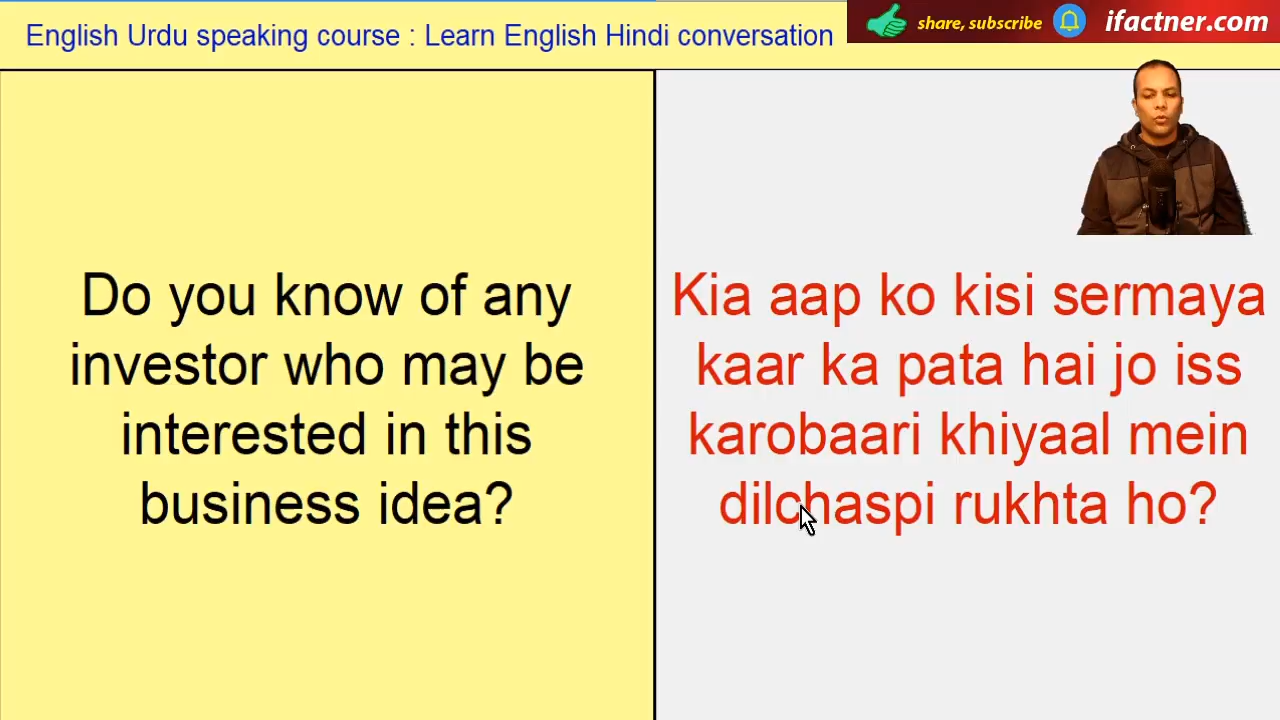 English Urdu speaking course : Learn English Hindi conversation
share, subscribe
ifactner.com
Do you know of any
investor who may be
interested in this
business idea?
Kia aap ko kisi sermaya
kaar ka pata hai jo iss
karobaari khiyaal mein
dilchaspi rukhta ho?